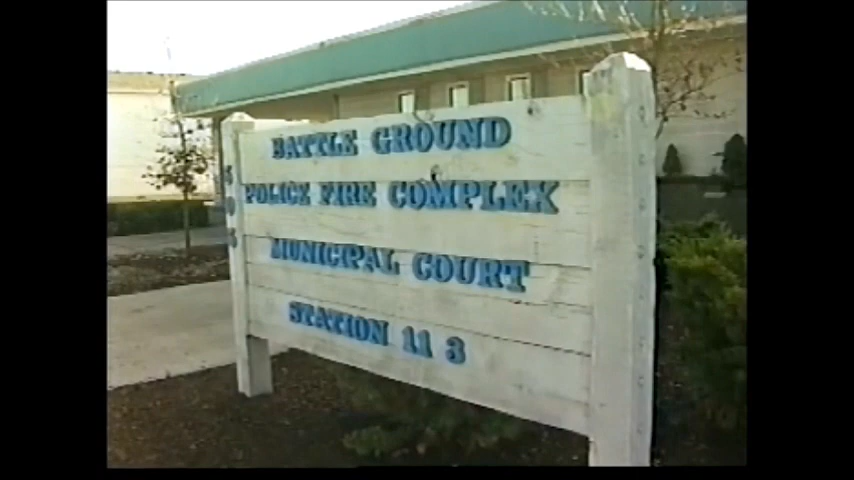 BATTLE GROUND
POLICE FIRE COMPLEX
MUNICIPAL COURT
STATION 11 3